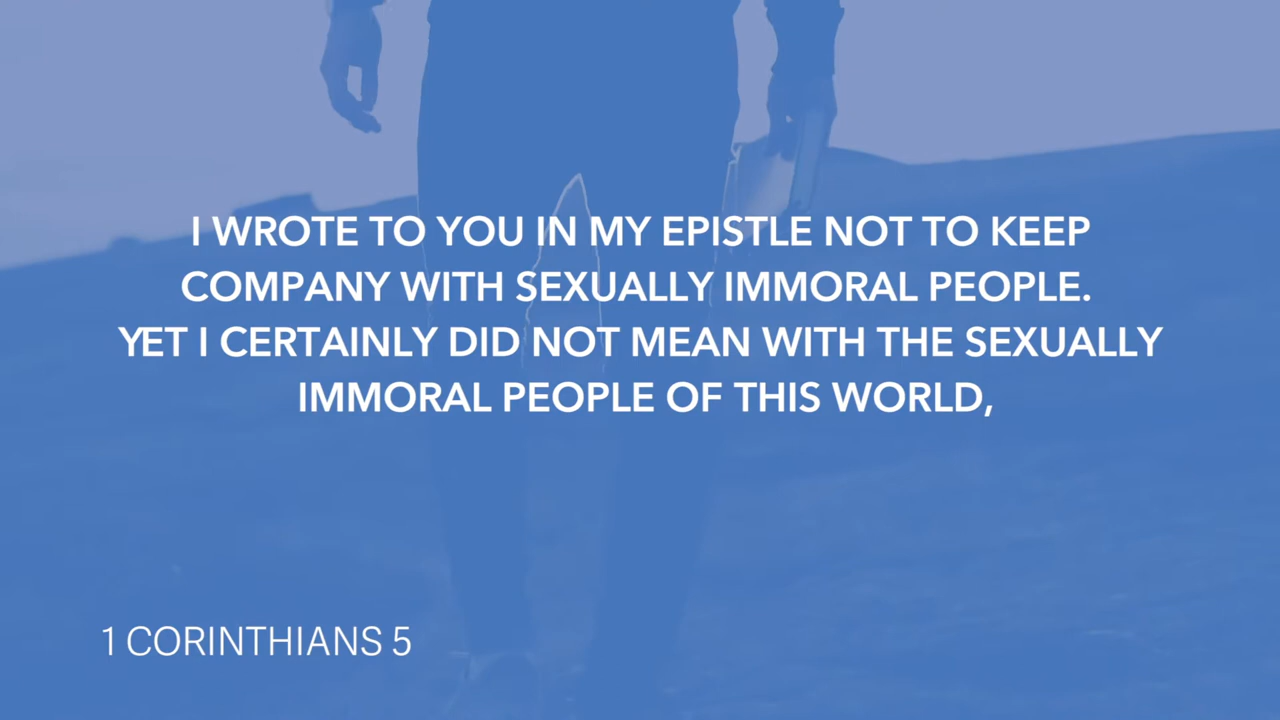 I WROTE TO YOU IN MY EPISTLE NOT TO KEEP
COMPANY WITH SEXUALLY IMMORAL PEOPLE.
YET I CERTAINLY DID NOT MEAN WITH THE SEXUALLY
IMMORAL PEOPLE OF THIS WORLD,
1 CORINTHIANS 5